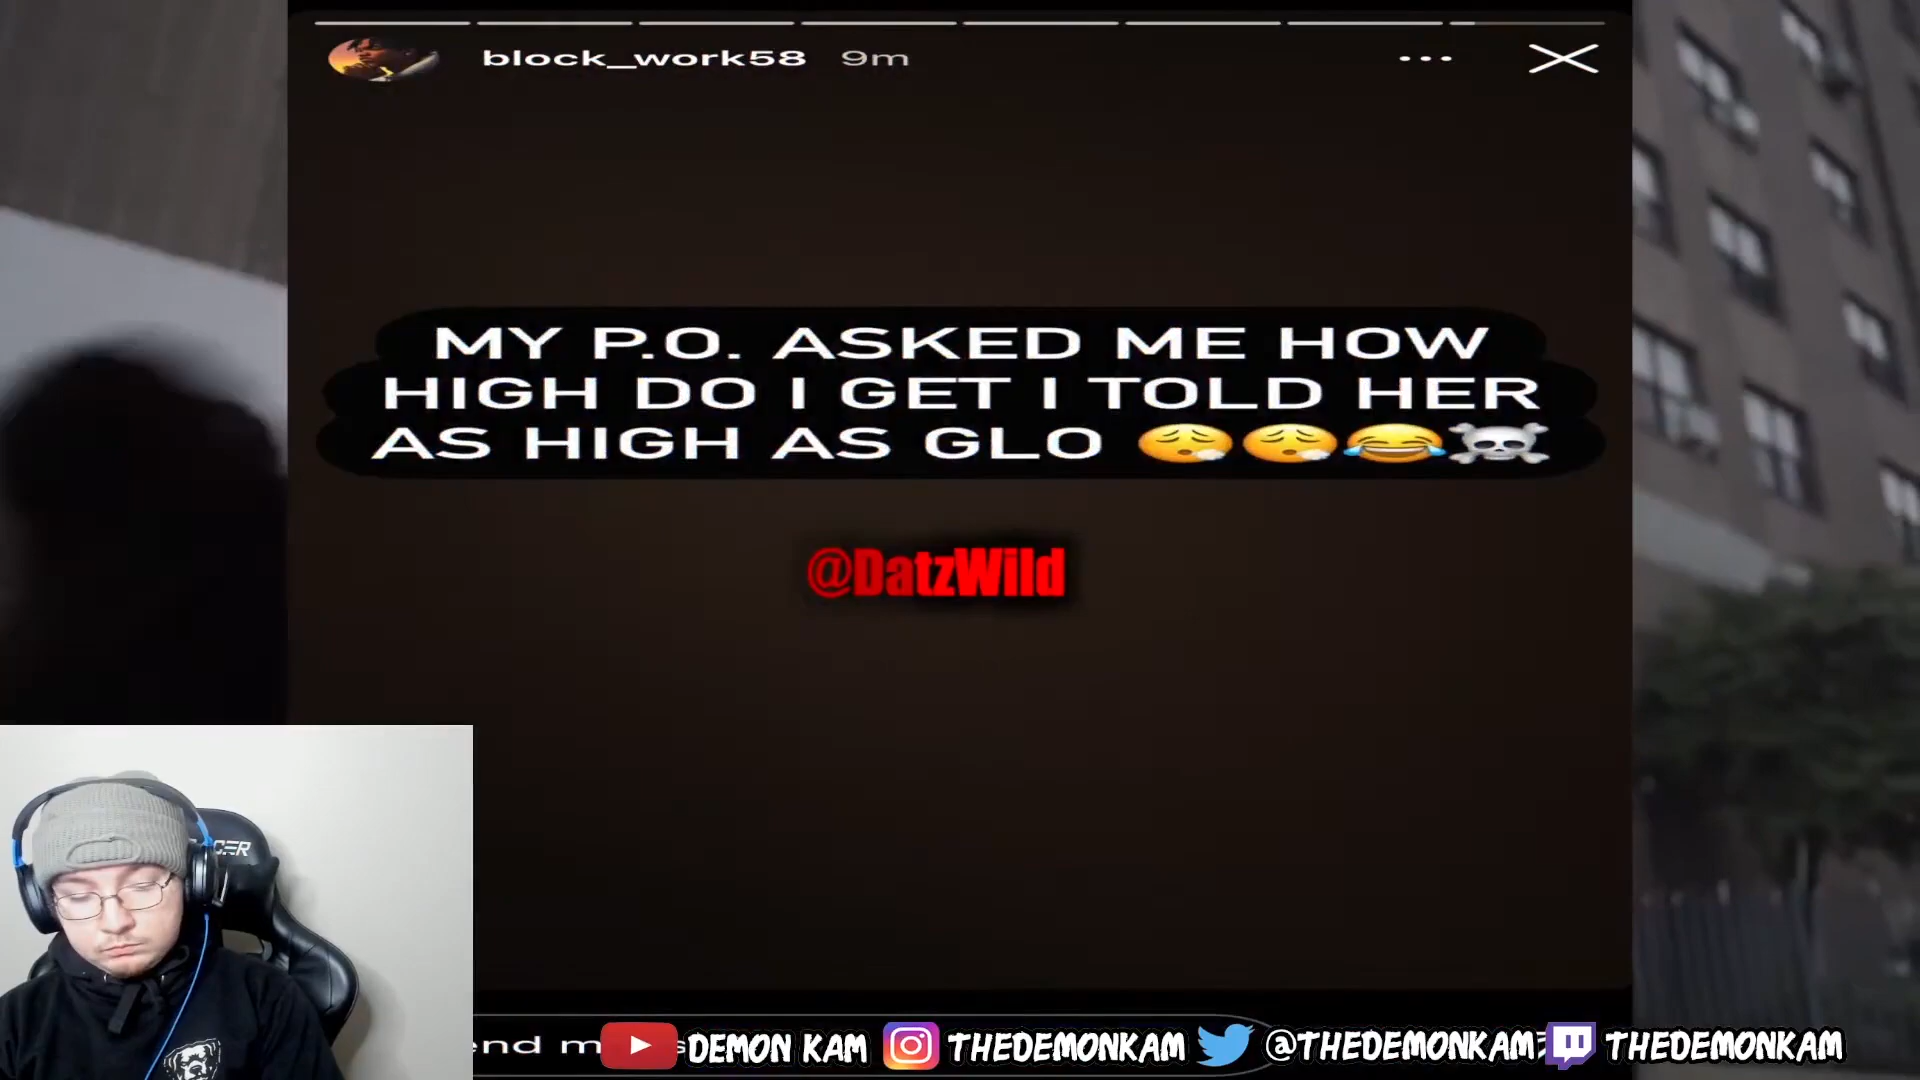 block_work58 9m
MY P.O. ASKED ME HOW
HIGH DO I GET I TOLD HER
AS HIGH AS GLO 😮‍💨😮‍💨😂☠️
@DatzWild
DEMON KAM THEDEMONKAM @THEDEMONKAM THEDEMONKAM